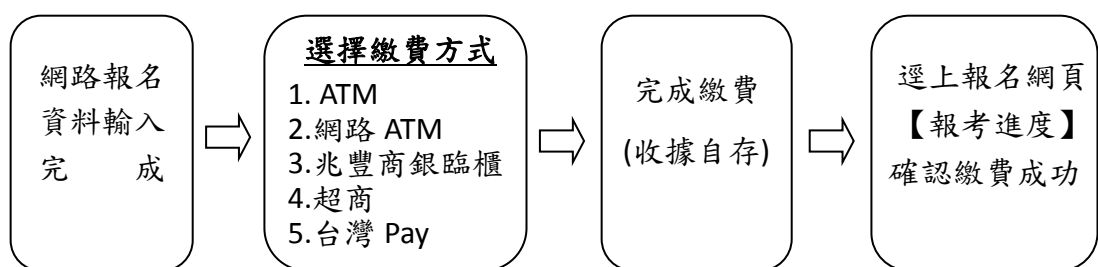 網路報名
資料輸入
完 成
選擇繳費方式
1. ATM
2.網路 ATM
3.兆豐商銀臨櫃
4.超商
5.台灣 Pay
完成繳費
(收據自存)
逕上報名網頁
【報考進度】
確認繳費成功